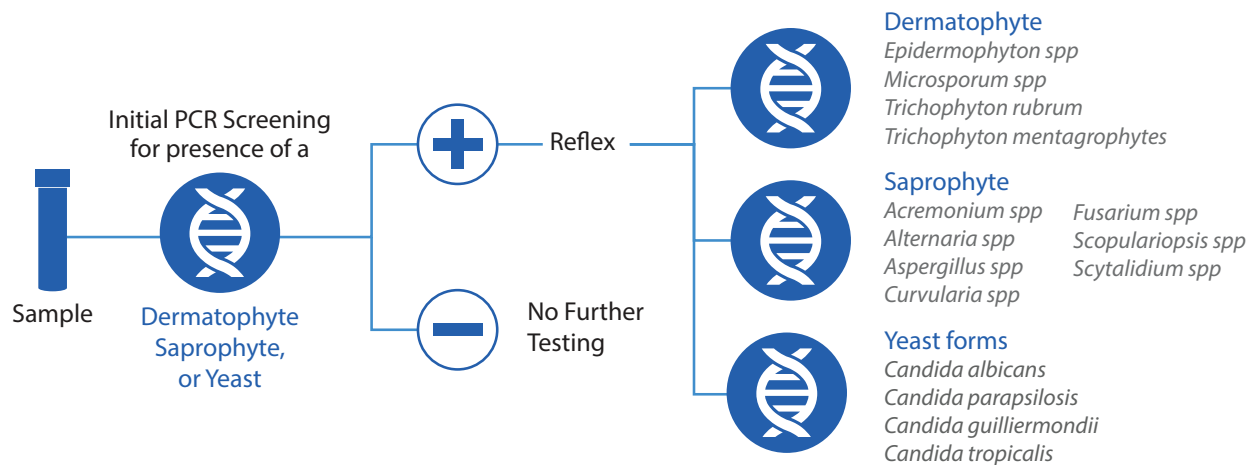 Initial PCR Screening
for presence of a
Sample
Dermatophyte
Saprophyte,
or Yeast
Reflex
No Further
Testing
Dermatophyte
Epidermophyton spp
Microsporum spp
Trichophyton rubrum
Trichophyton mentagrophytes
Saprophyte
Acremonium spp
Alternaria spp
Aspergillus spp
Curvularia spp
Fusarium spp
Scopulariopsis spp
Scytalidium spp
Yeast forms
Candida albicans
Candida parapsilosis
Candida guilliermondii
Candida tropicalis